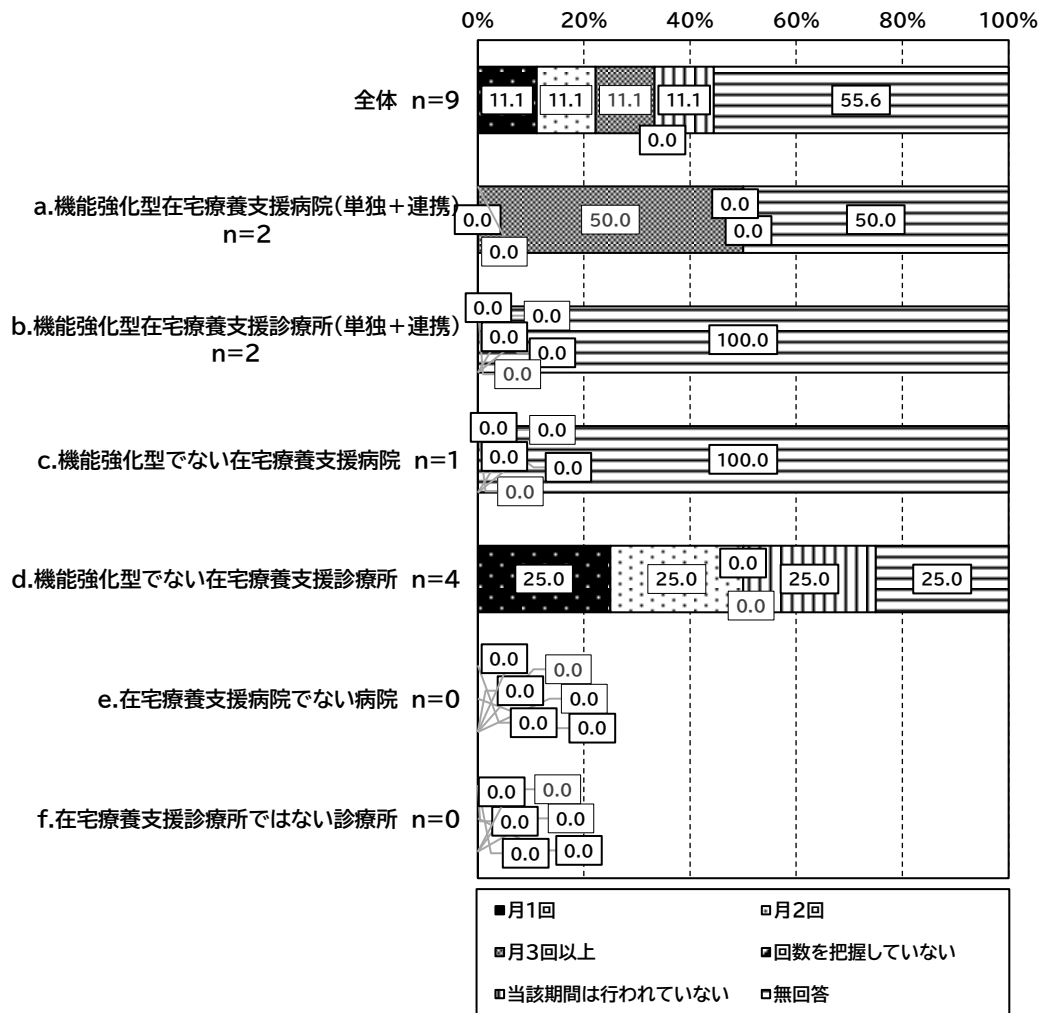 0% 20% 40% 60% 80% 100%
全体 n=9
11.1 11.1 11.1 11.1 55.6
0.0
a.機能強化型在宅療養支援病院(単独+連携)
n=2
0.0 50.0 0.0 0.0 50.0
0.0
b.機能強化型在宅療養支援診療所(単独+連携)
n=2
0.0 0.0
0.0 100.0
0.0
0.0
c.機能強化型でない在宅療養支援病院 n=1
0.0 0.0
0.0 0.0 100.0
0.0
d.機能強化型でない在宅療養支援診療所 n=4
0.0
25.0 25.0 25.0 25.0
0.0
e.在宅療養支援病院でない病院 n=0
0.0 0.0
0.0 0.0
0.0 0.0
f.在宅療養支援診療所ではない診療所 n=0
0.0 0.0
0.0 0.0
0.0 0.0
月1回 月2回
月3回以上 回数を把握していない
当該期間は行われていない 無回答